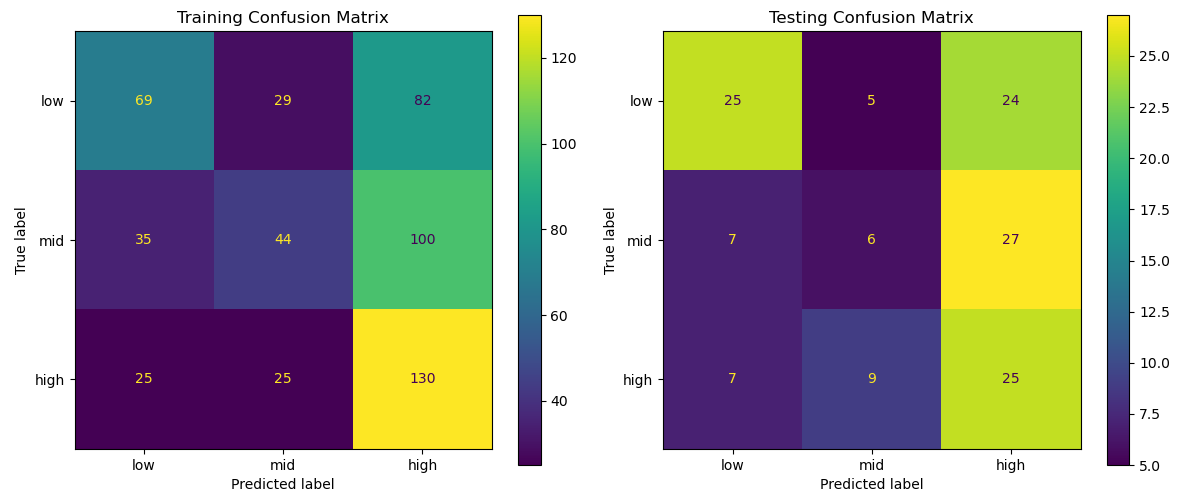 Training Confusion Matrix
low 69 29 82
mid 35 44 100
high 25 25 130
low mid high
Predicted label
True label
120
100
80
60
40
Testing Confusion Matrix
low 25 5 24
mid 7 6 27
high 7 9 25
low mid high
Predicted label
True label
25.0
22.5
20.0
17.5
15.0
12.5
10.0
7.5
5.0